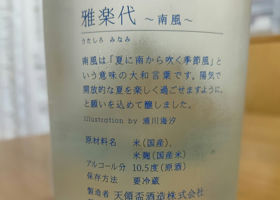 雅楽代 ~南風~
うたしろ みなみ
南風は「夏に南から吹く季節風」と
いう意味の大和言葉です。陽気で
開放的な夏を楽しく過ごせますように、
と願いを込めて醸しました。
illustration by 浦川海汐
原材料名 米(国産)、
米麹(国産米)
アルコール分 10.5度(原酒)
保存方法 要冷蔵
製造者 天領盃酒造株式会社